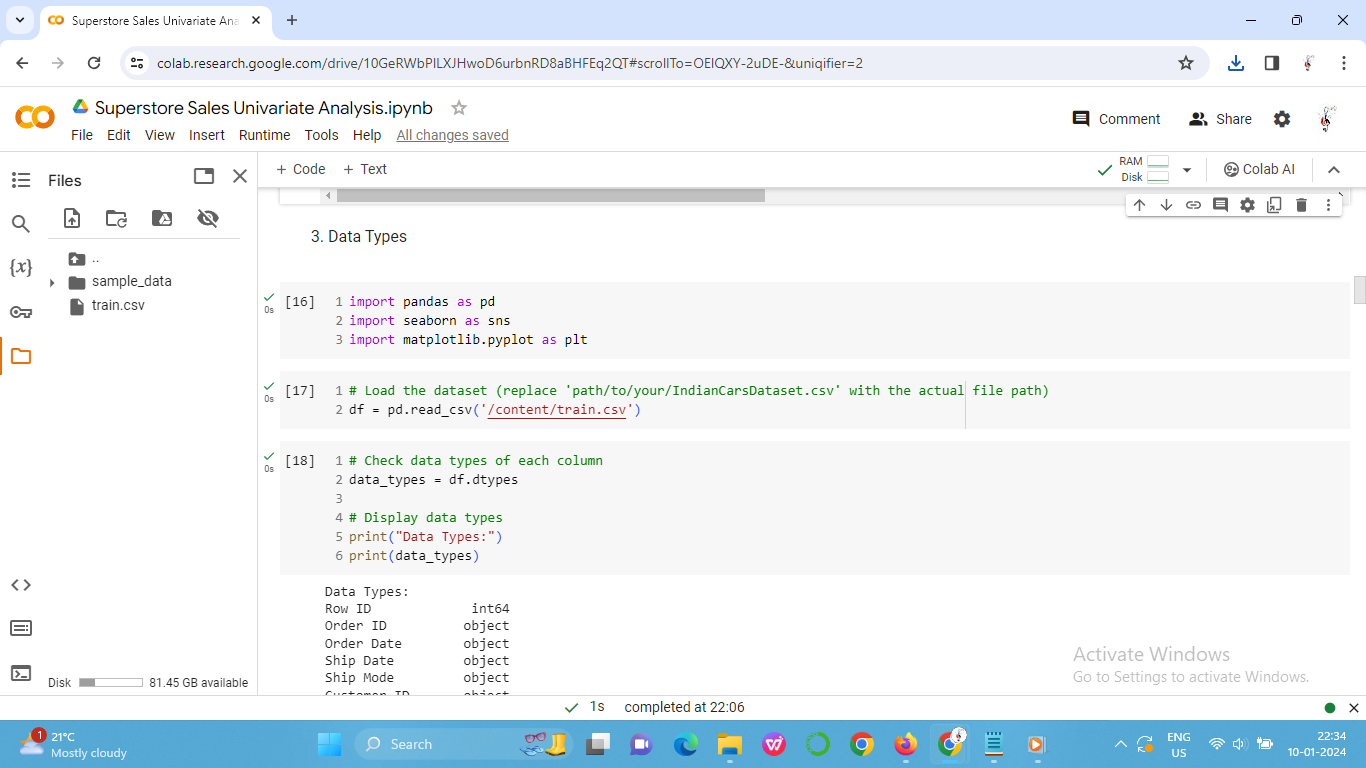 Superstore Sales Univariate Ana
colab.research.google.com/drive/10GeRWbPILXJHwoD6urbnRD8aBHFEq2QT#scrollTo=OEIQXY-2uDE-&uniqifier=2
Superstore Sales Univariate Analysis.ipynb
File Edit View Insert Runtime Tools Help All changes saved
Comment Share
Files
+ Code + Text
RAM
Disk
Colab AI
..
sample_data
train.csv
3. Data Types
0s
[16]
1 import pandas as pd
2 import seaborn as sns
3 import matplotlib.pyplot as plt
0s
[17]
1 # Load the dataset (replace 'path/to/your/IndianCarsDataset.csv' with the actual file path)
2 df = pd.read_csv('/content/train.csv')
0s
[18]
1 # Check data types of each column
2 data_types = df.dtypes
3
4 # Display data types
5 print("Data Types:")
6 print(data_types)
Data Types:
Row ID int64
Order ID object
Order Date object
Ship Date object
Ship Mode object
Customer ID object
Disk 81.45 GB available
Activate Windows
Go to Settings to activate Windows.
1s completed at 22:06
1
21°C
Mostly cloudy
Search
ENG
US
22:34
10-01-2024